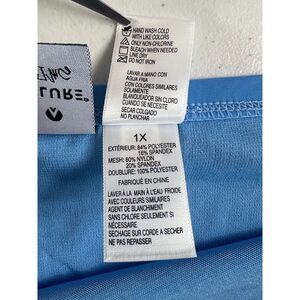 HAND WASH COLD
WITH LIKE COLORS
ONLY NON-CHLORINE
BLEACH WHEN NEEDED
LINE DRY
DO NOT IRON
LAVAR A MANO CON
AGUA FRIA
CON COLORES SIMILARES
SOLAMENTE
BLANQUEADOR SIN CLORO
CUANDO SE NECESITE
SECAR COLGADO
NO PLANCHAR
LURE
1X
EXTÉRIEUR: 84% POLYESTER
16% SPANDEX
MESH: 80% NYLON
20% SPANDEX
DOUBLURE: 100% POLYESTER
FABRIQUÉ EN CHINE
LAVER À LA MAIN À L'EAU FROIDE
AVEC COULEURS SIMILAIRES
AGENT DE BLANCHIMENT
SANS CHLORE SEULEMENT SI
NÉCESSAIRE
SECHAGE SUR CORDE A SECHER
NE PAS REPASSER